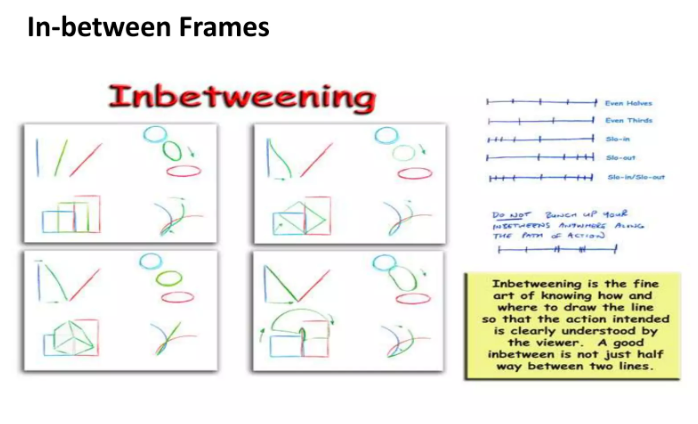 In-between Frames
Inbetweening
Even Halves
Even Thirds
Slo-in
Slo-out
Slo-in/Slo-out
DO NOT BUNCH UP YOUR
INBETWEENS ANYWHERE ALONG
THE PATH OF ACTION
Inbetweening is the fine
art of knowing how and
where to draw the line
so that the action intended
is clearly understood by
the viewer. A good
inbetween is not just half
way between two lines.